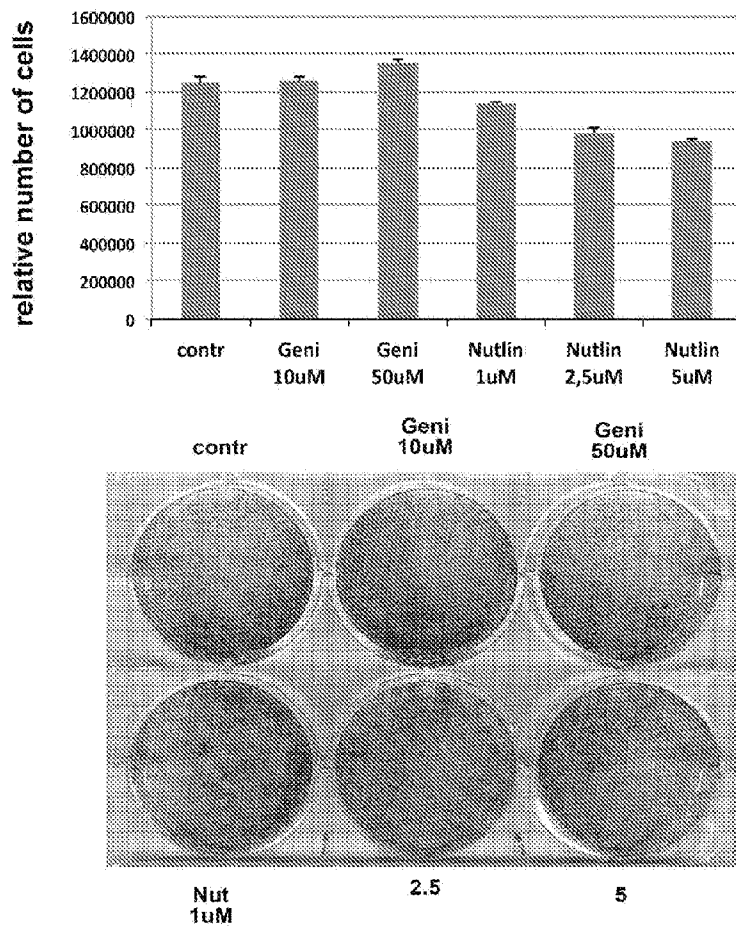 relative number of cells
1600000
1400000
1200000
1000000
800000
600000
400000
200000
0
contr
Geni
10uM
Geni
50uM
Nutlin
1uM
Nutlin
2,5uM
Nutlin
5uM
contr
Geni
10uM
Geni
50uM
Nut
1uM
2.5
5